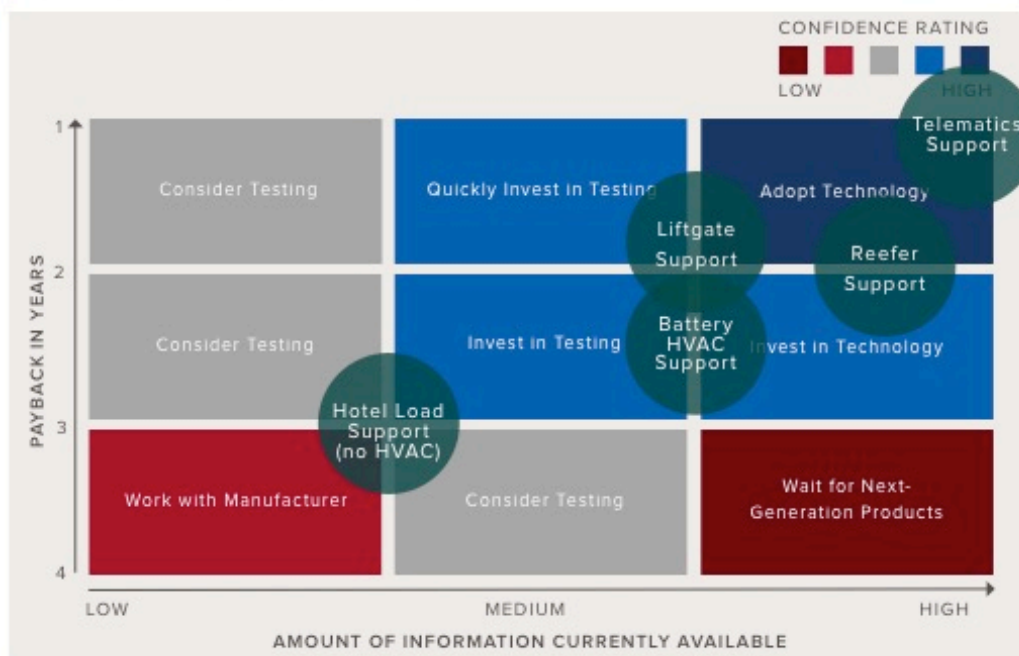 CONFIDENCE RATING
LOW
HIGH
Telematics
Support
1
Consider Testing
Quickly Invest in Testing
Adopt Technology
Liftgate
Support
Reefer
Support
2
PAYBACK IN YEARS
Consider Testing
Invest in Testing
Battery
HVAC
Support
Invest in Technology
Hotel Load
Support
(no HVAC)
3
Work with Manufacturer
Consider Testing
Wait for Next-
Generation Products
4
LOW
MEDIUM
HIGH
AMOUNT OF INFORMATION CURRENTLY AVAILABLE